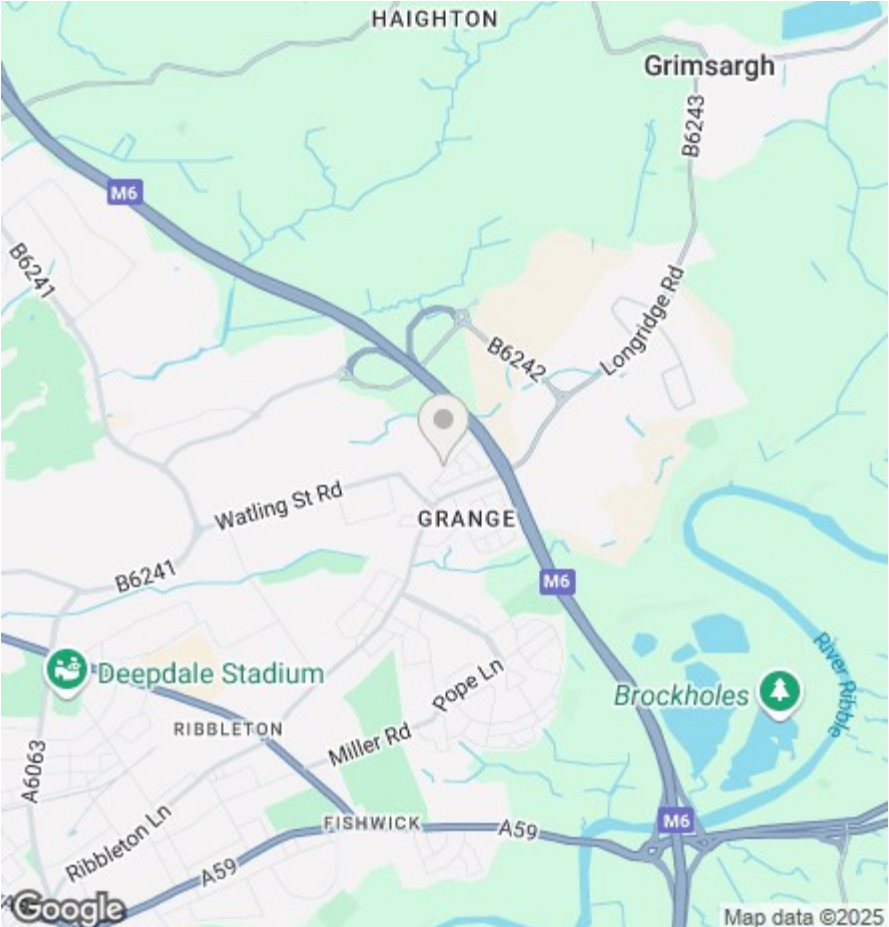 HAIGHTON
Grimsargh
B6243
M6
B6241
Longridge Rd
B6242
Watling St Rd
GRANGE
B6241
M6
Deepdale Stadium
River Ribble
Pope Ln
Brockholes
RIBBLETON
Miller Rd
A6063
M6
FISHWICK
A59
Ribbleton Ln
A59
Google
Map data ©2025